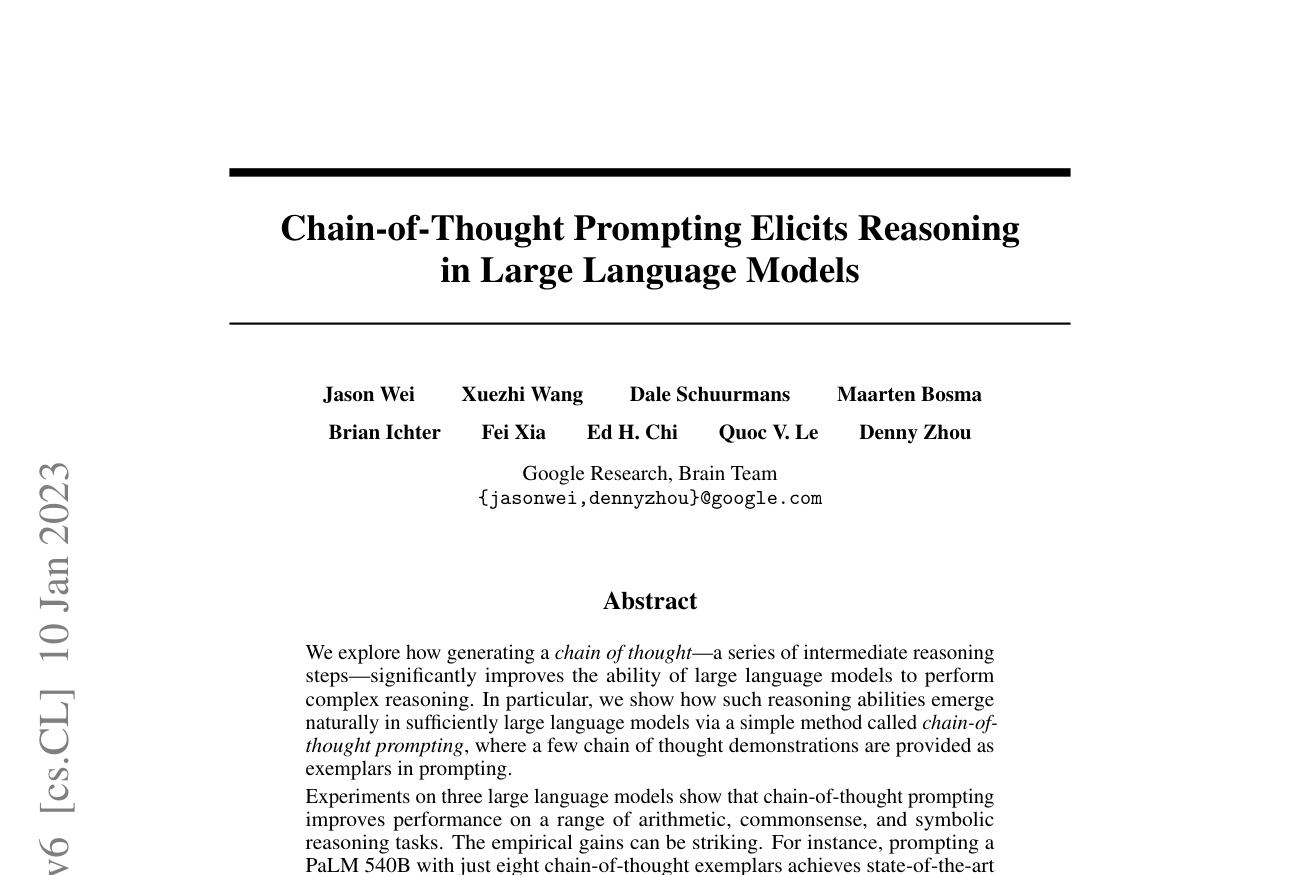 Chain-of-Thought Prompting Elicits Reasoning
in Large Language Models
Jason Wei Xuezhi Wang Dale Schuurmans Maarten Bosma
Brian Ichter Fei Xia Ed H. Chi Quoc V. Le Denny Zhou
Google Research, Brain Team
{jasonwei,dennyzhou}@google.com
Abstract
We explore how generating a chain of thought—a series of intermediate reasoning
steps—significantly improves the ability of large language models to perform
complex reasoning. In particular, we show how such reasoning abilities emerge
naturally in sufficiently large language models via a simple method called chain-of-
thought prompting, where a few chain of thought demonstrations are provided as
exemplars in prompting.
Experiments on three large language models show that chain-of-thought prompting
improves performance on a range of arithmetic, commonsense, and symbolic
reasoning tasks. The empirical gains can be striking. For instance, prompting a
PaLM 540B with just eight chain-of-thought exemplars achieves state-of-the-art
v6 [cs.CL] 10 Jan 2023